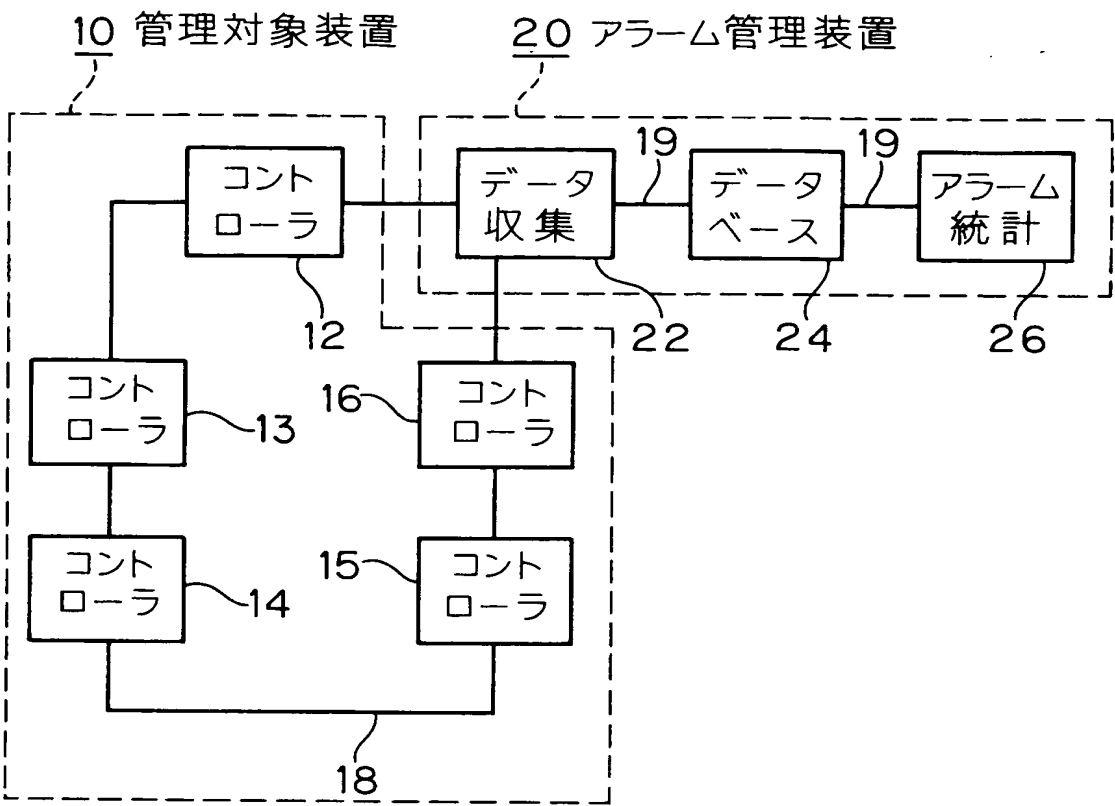 10 管理対象装置
20 アラーム管理装置
コント
ローラ
12
データ
収集
22
19
データ
ベース
24
19
アラーム
統計
26
コント
ローラ
13
16
コント
ローラ
コント
ローラ
14
15
コント
ローラ
18